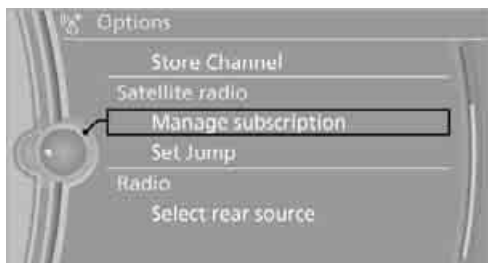 Options
Store Channel
Satellite radio
Manage subscription
Set Jump
Radio
Select rear source